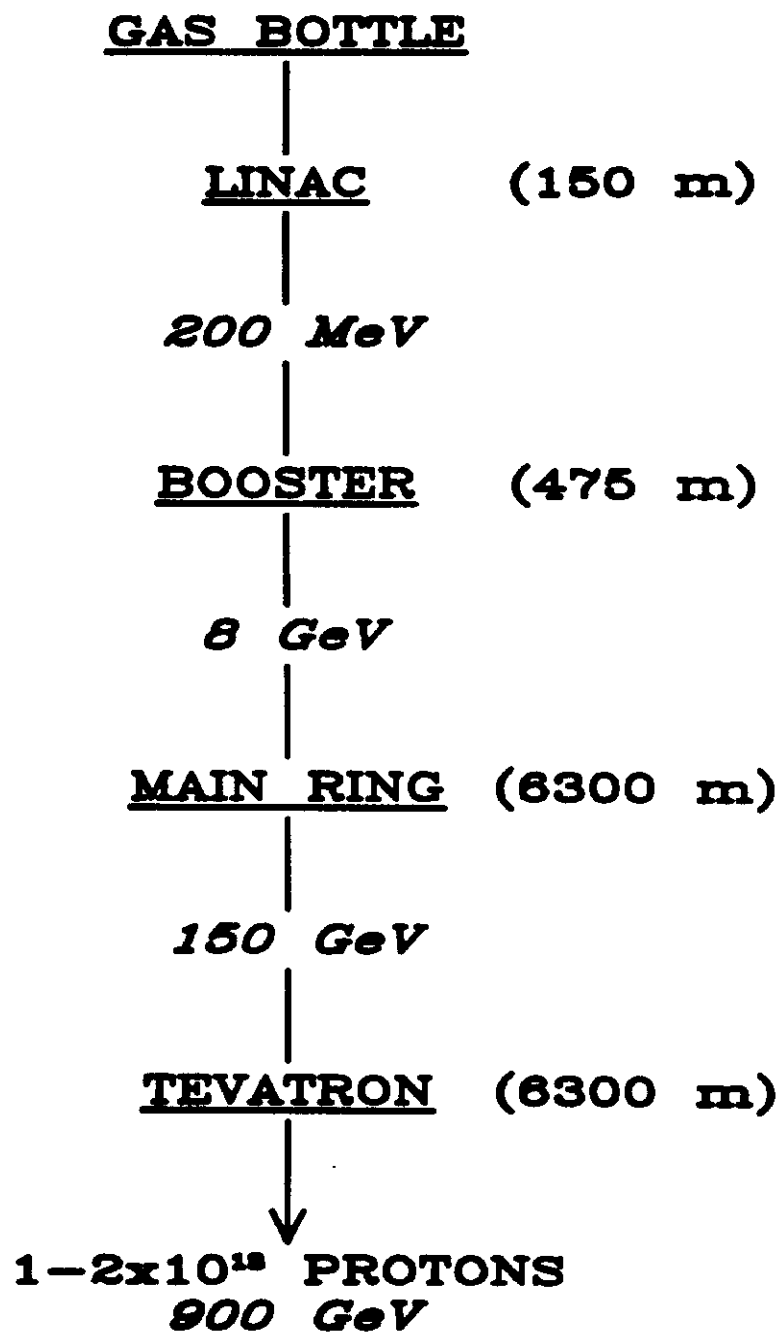 GAS BOTTLE
LINAC (150 m)
200 MeV
BOOSTER (475 m)
8 GeV
MAIN RING (6300 m)
150 GeV
TEVATRON (6300 m)
1-2x10 PROTONS
900 GeV